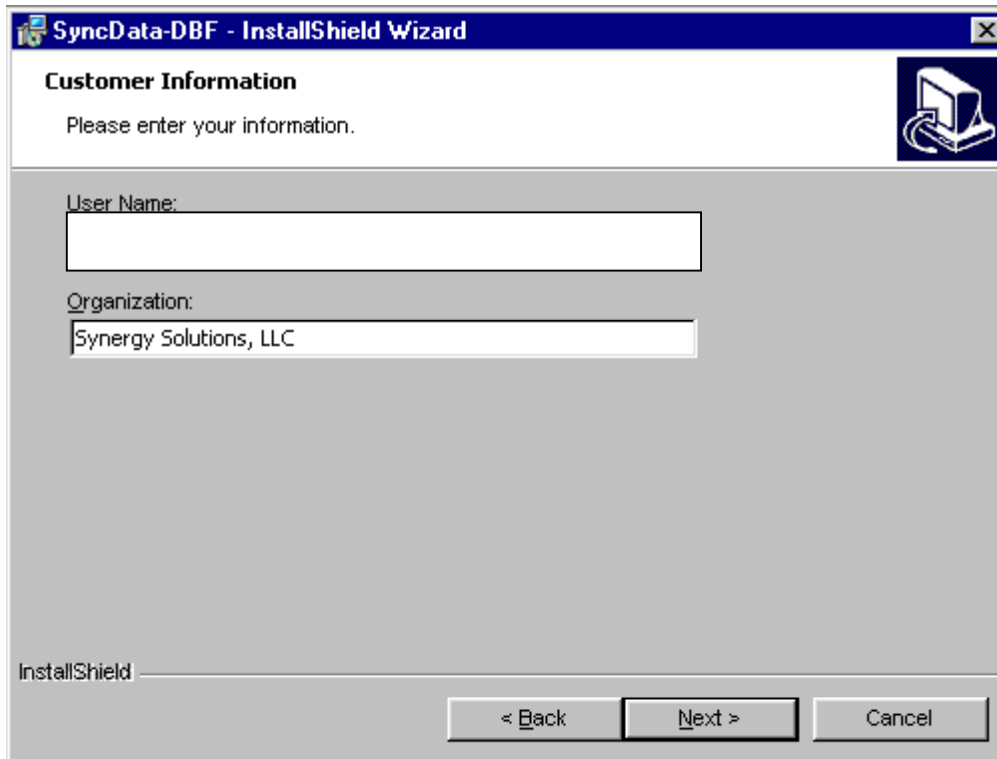 SyncData-DBF - InstallShield Wizard
Customer Information
Please enter your information.
User Name:
Organization:
Synergy Solutions, LLC
InstallShield
< Back Next > Cancel